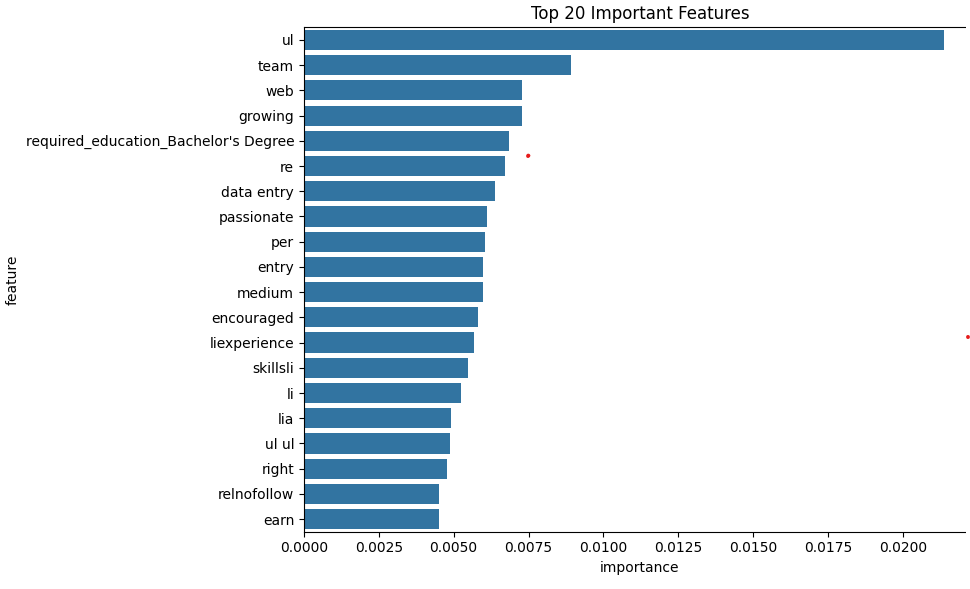 Top 20 Important Features
ul
team
web
growing
required_education_Bachelor's Degree
re
data entry
passionate
per
entry
medium
encouraged
liexperience
skillsli
li
lia
ul ul
right
relnofollow
earn
feature
0.0000 0.0025 0.0050 0.0075 0.0100 0.0125 0.0150 0.0175 0.0200
importance